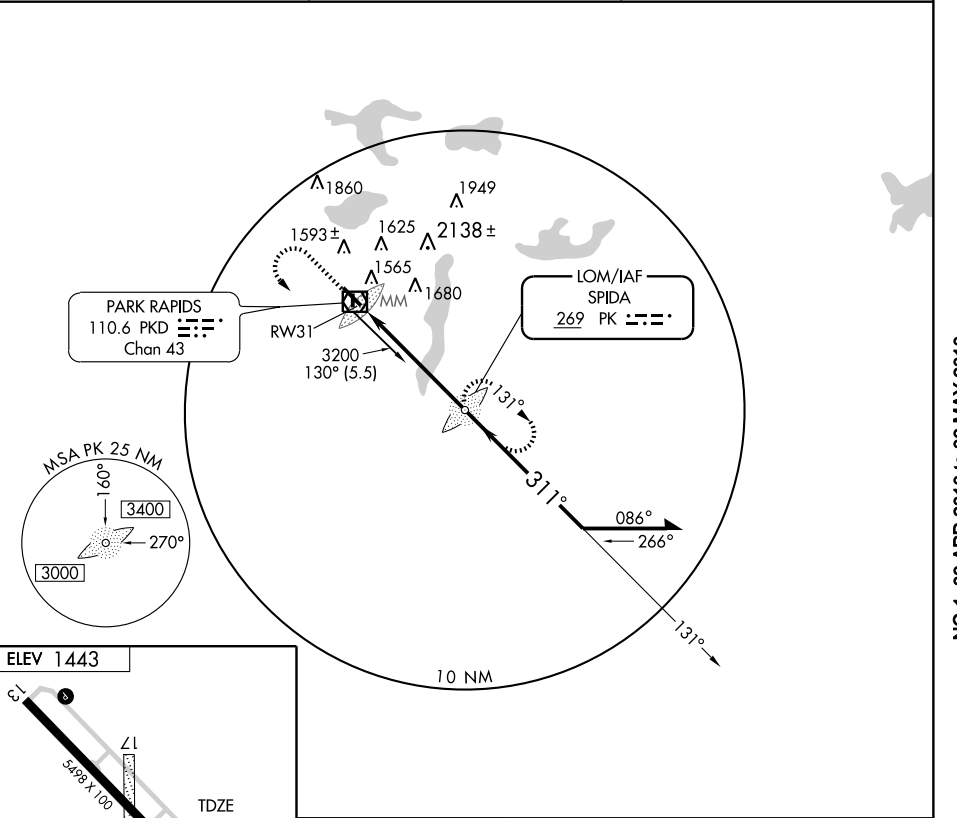 1860
1949
1593 ±
1625
2138 ±
1565
1680
MM
LOM/IAF
SPIDA
269 PK
PARK RAPIDS
110.6 PKD
Chan 43
RW31
3200
130° (5.5)
131°
311°
086°
266°
131°
10 NM
MSA PK 25 NM
160°
3400
270°
3000
ELEV 1443
13
P
17
5498 X 100
TDZE